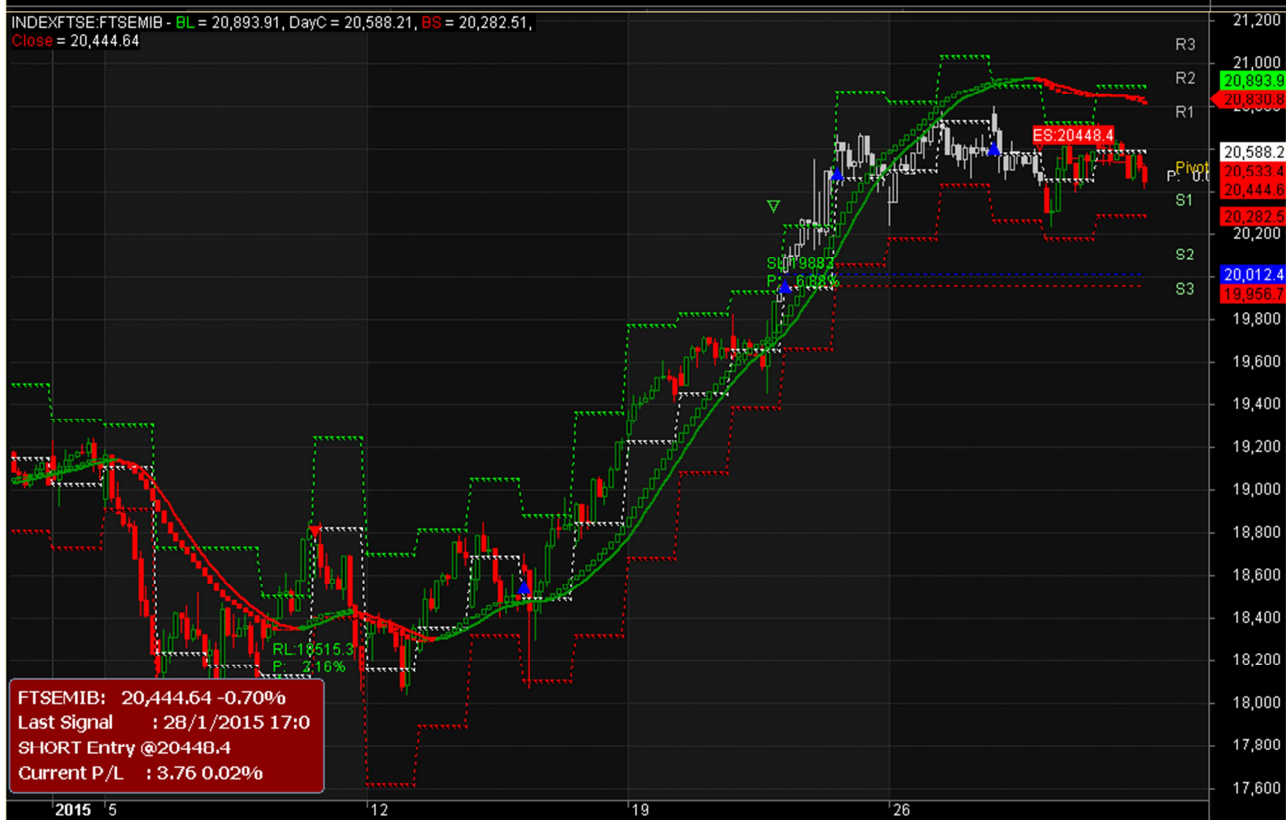 INDEXFTSE:FTSEMIB - BL = 20,893.91, DayC = 20,588.21, BS = 20,282.51,
Close = 20,444.64
21,200
R3
21,000
R2
20,893.9
20,830.8
R1
ES:20448.4
20,588.2
Pivot
20,533.4
P:
20,444.6
S1
20,282.5
20,200
S2
SL:19882
20,012.4
P: 6.88%
S3
19,956.7
19,800
19,600
19,400
19,200
19,000
18,800
18,600
18,400
RL:18515.3
P: 7.16%
18,200
FTSEMIB: 20,444.64 -0.70%
18,000
Last Signal : 28/1/2015 17:0
SHORT Entry @20448.4
17,800
Current P/L : 3.76 0.02%
17,600
2015 5 12 19 26